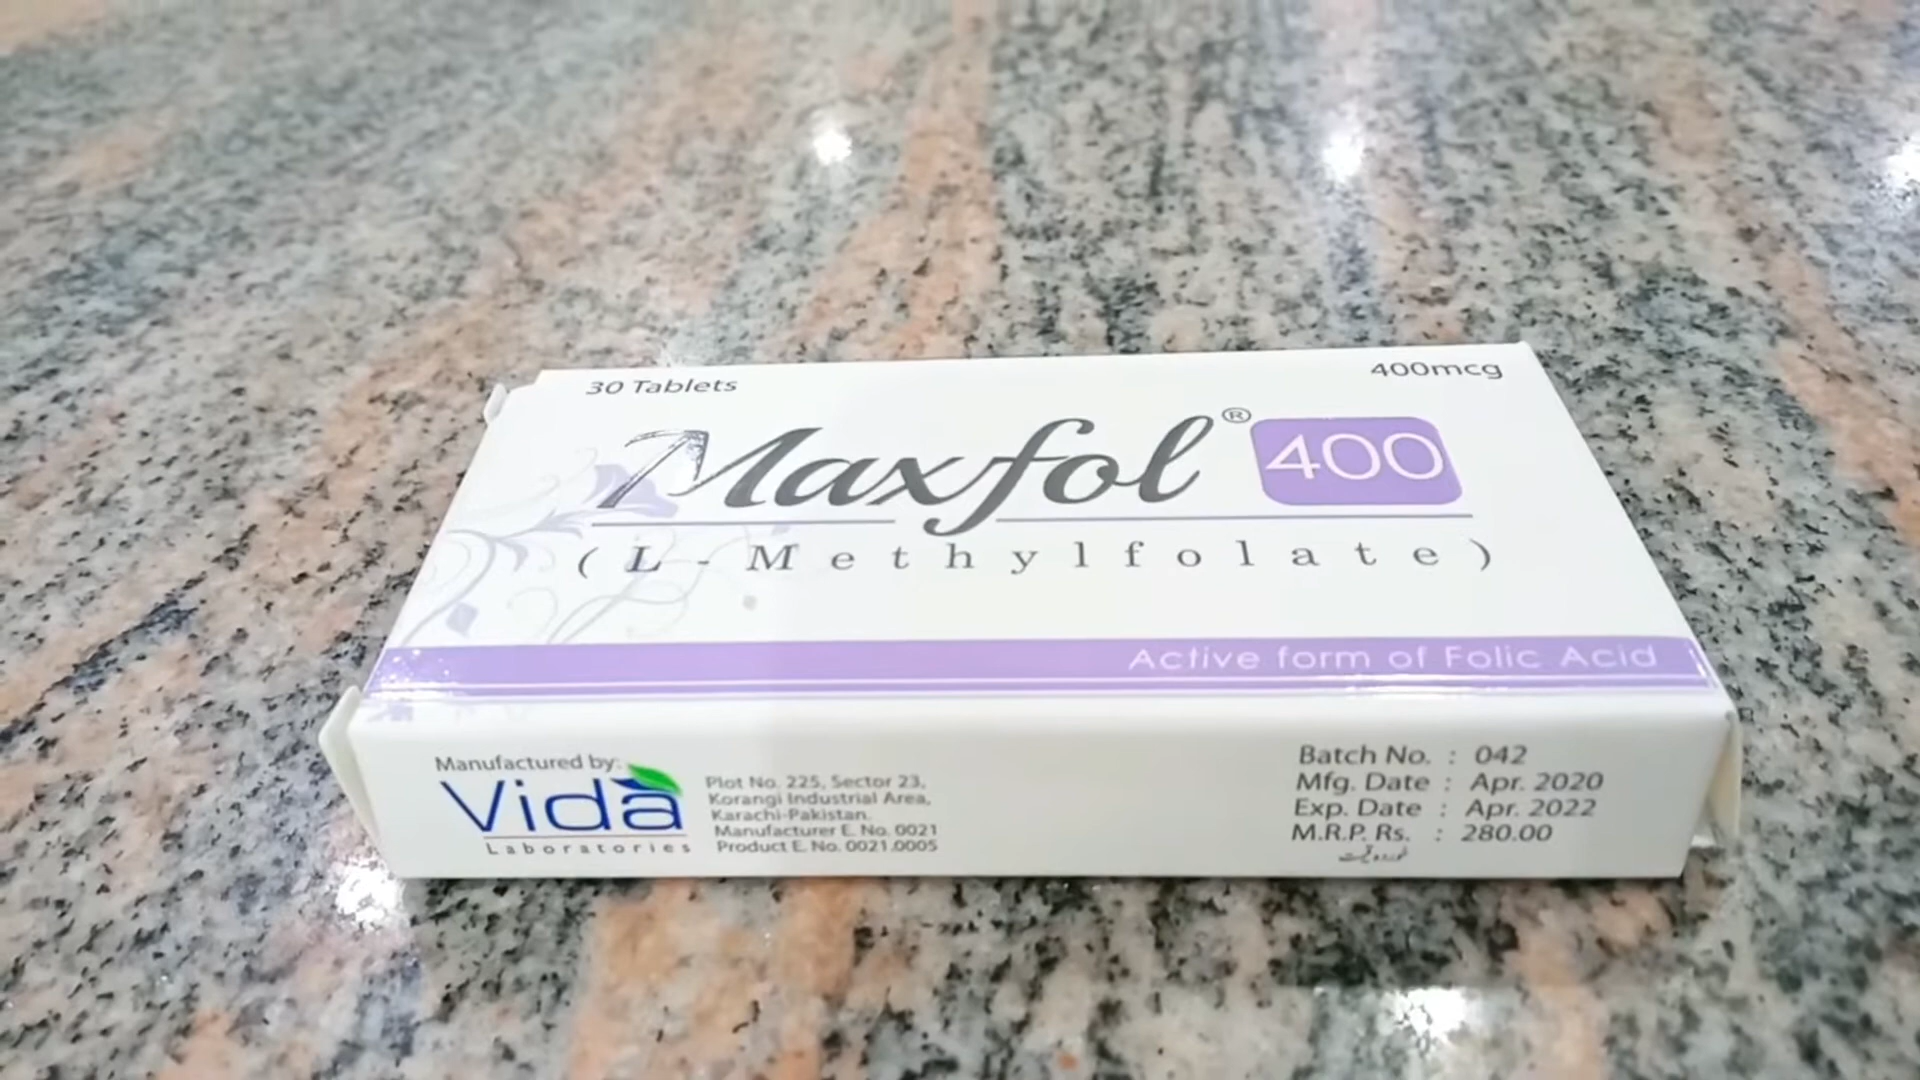 30 Tablets
400mcg
Maxfol® 400
(L-Methylfolate)
Active form of Folic Acid
Manufactured by:
Vida
Laboratories
Plot No. 225, Sector 23,
Korangi Industrial Area,
Karachi-Pakistan.
Manufacturer E. No. 0021
Product E. No. 0021.0005
Batch No. : 042
Mfg. Date : Apr. 2020
Exp. Date : Apr. 2022
M.R.P. Rs. : 280.00